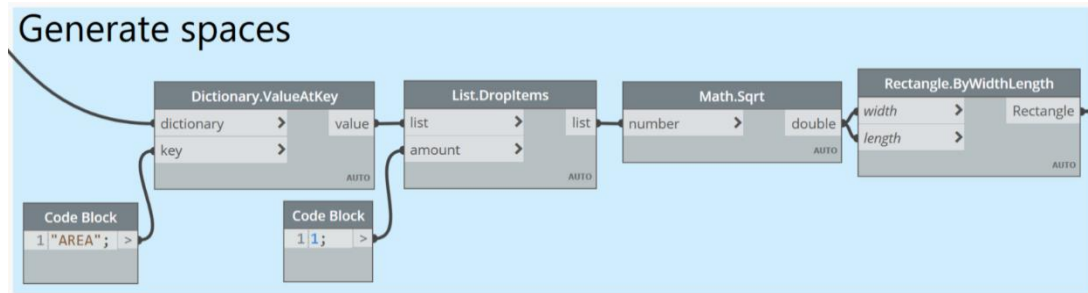 Generate spaces
Dictionary.ValueAtKey
dictionary > value
key >
AUTO
List.DropItems
list > list
amount >
AUTO
Math.Sqrt
number > double
AUTO
Rectangle.ByWidthLength
width > Rectangle
length >
AUTO
Code Block
1 "AREA"; >
Code Block
1 1; >